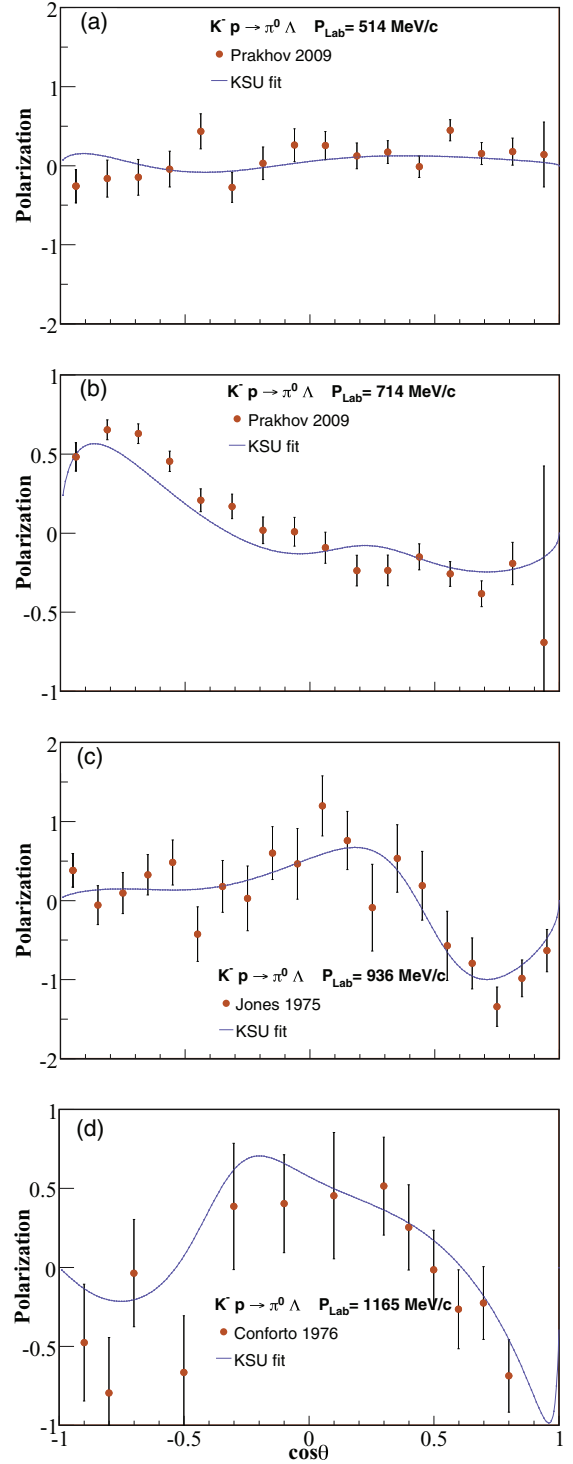 (a)
K⁻ p → π⁰ Λ P_Lab= 514 MeV/c
Prakhov 2009
KSU fit
Polarization
2
1
0
-1
-2
(b)
K⁻ p → π⁰ Λ P_Lab= 714 MeV/c
Prakhov 2009
KSU fit
Polarization
1
0.5
0
-0.5
-1
(c)
K⁻ p → π⁰ Λ P_Lab= 936 MeV/c
Jones 1975
KSU fit
Polarization
2
1
0
-1
-2
(d)
K⁻ p → π⁰ Λ P_Lab= 1165 MeV/c
Conforto 1976
KSU fit
Polarization
1
0.5
0
-0.5
-1
-1 -0.5 0 0.5 1
cosθ